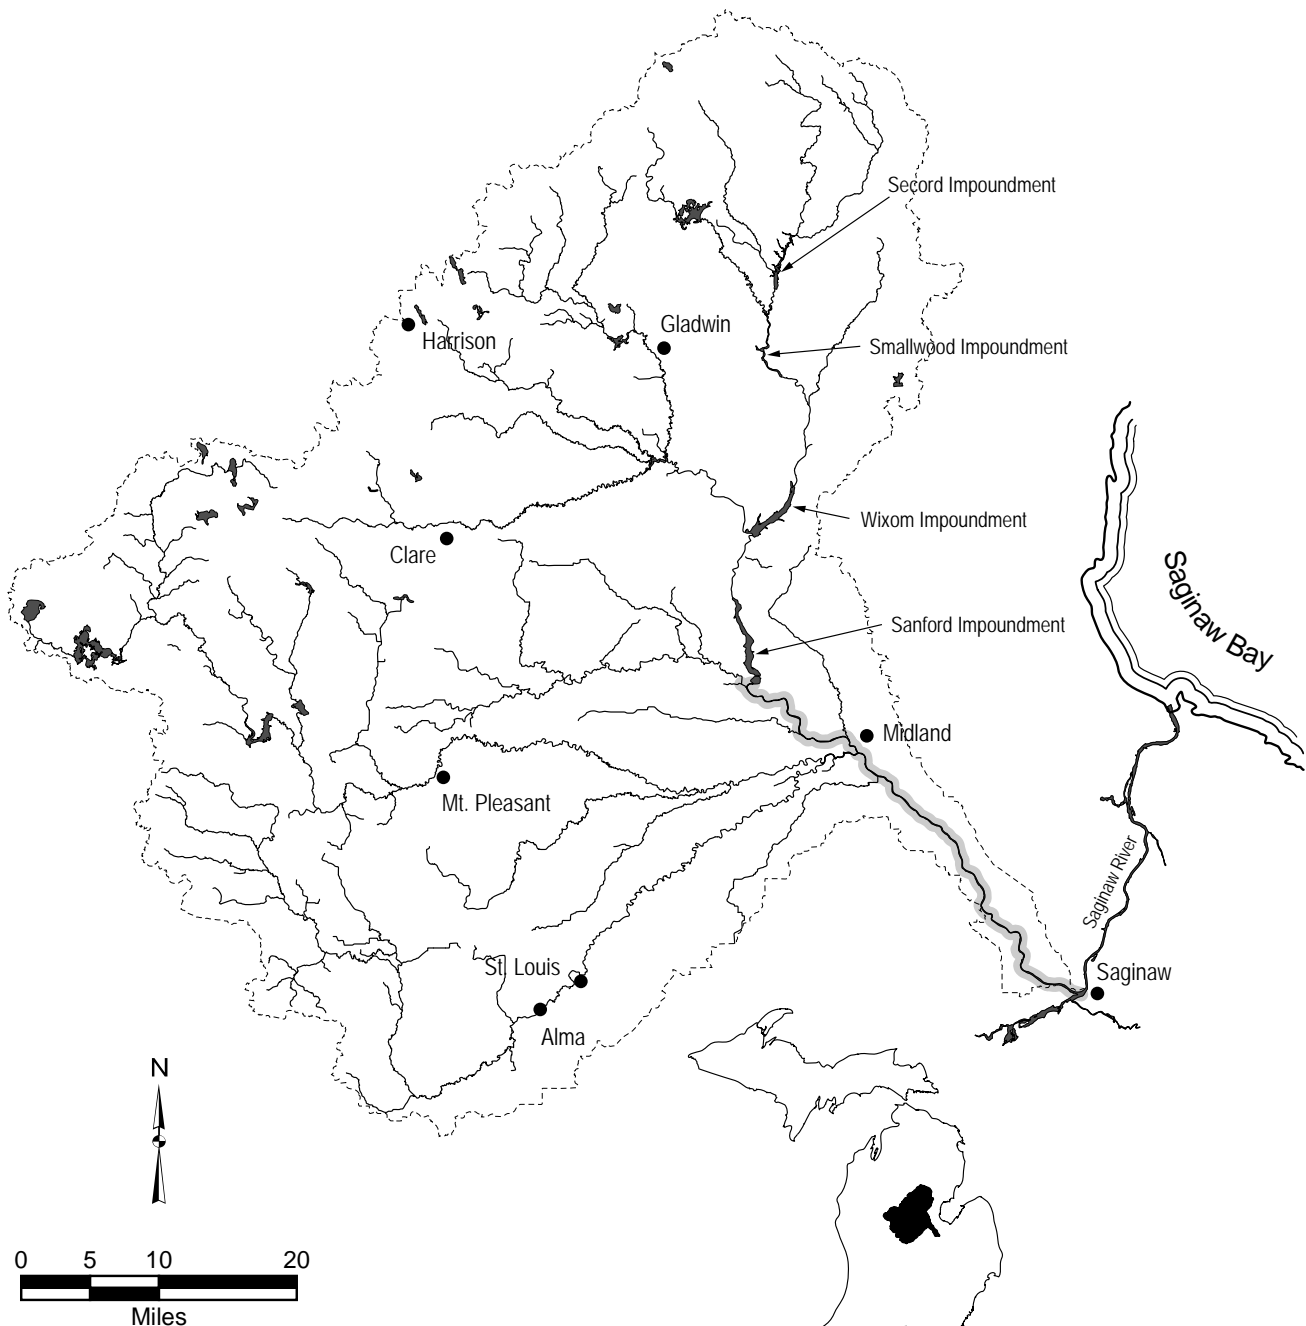 Secord Impoundment
Gladwin
Harrison
Smallwood Impoundment
Wixom Impoundment
Clare
Saginaw Bay
Sanford Impoundment
Midland
Mt. Pleasant
Saginaw River
St. Louis
Saginaw
Alma
N
0 5 10 20
Miles